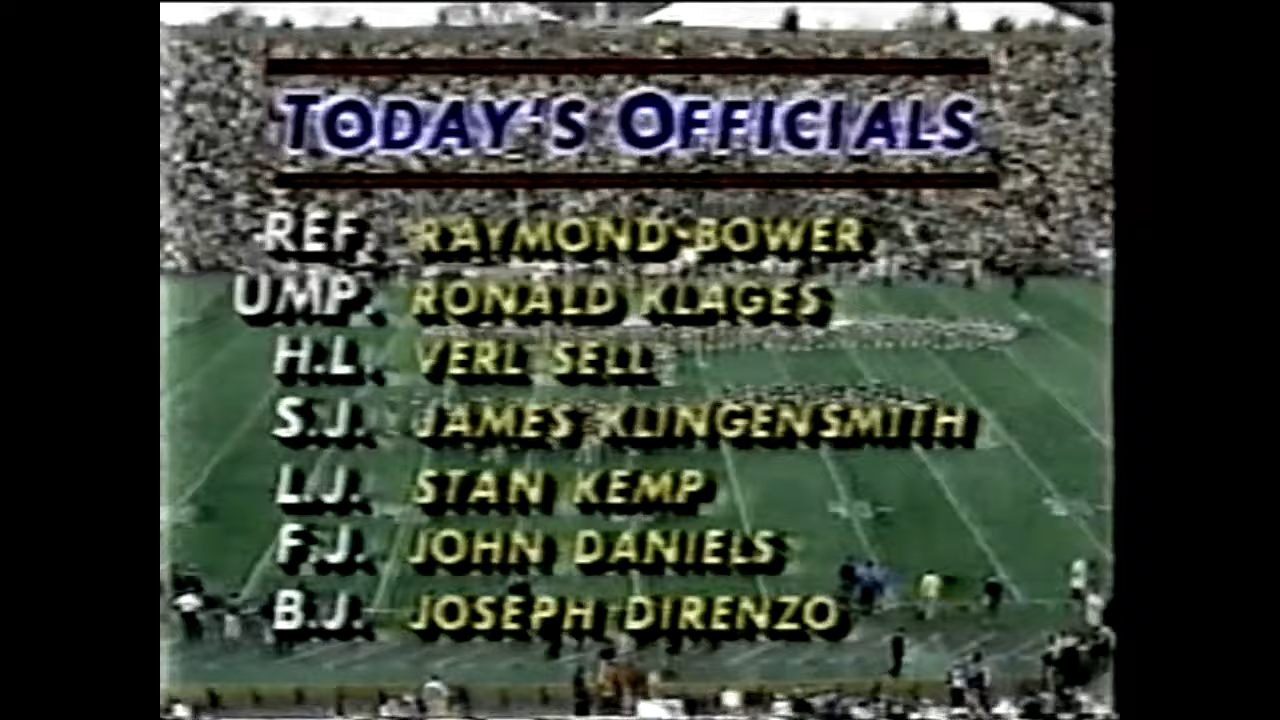 TODAY'S OFFICIALS
REF. RAYMOND BOWER
UMP. RONALD KLAGES
H.L. VERL SELL
S.J. JAMES KLINGENSMITH
L.J. STAN KEMP
F.J. JOHN DANIELS
B.J. JOSEPH DIRENZO